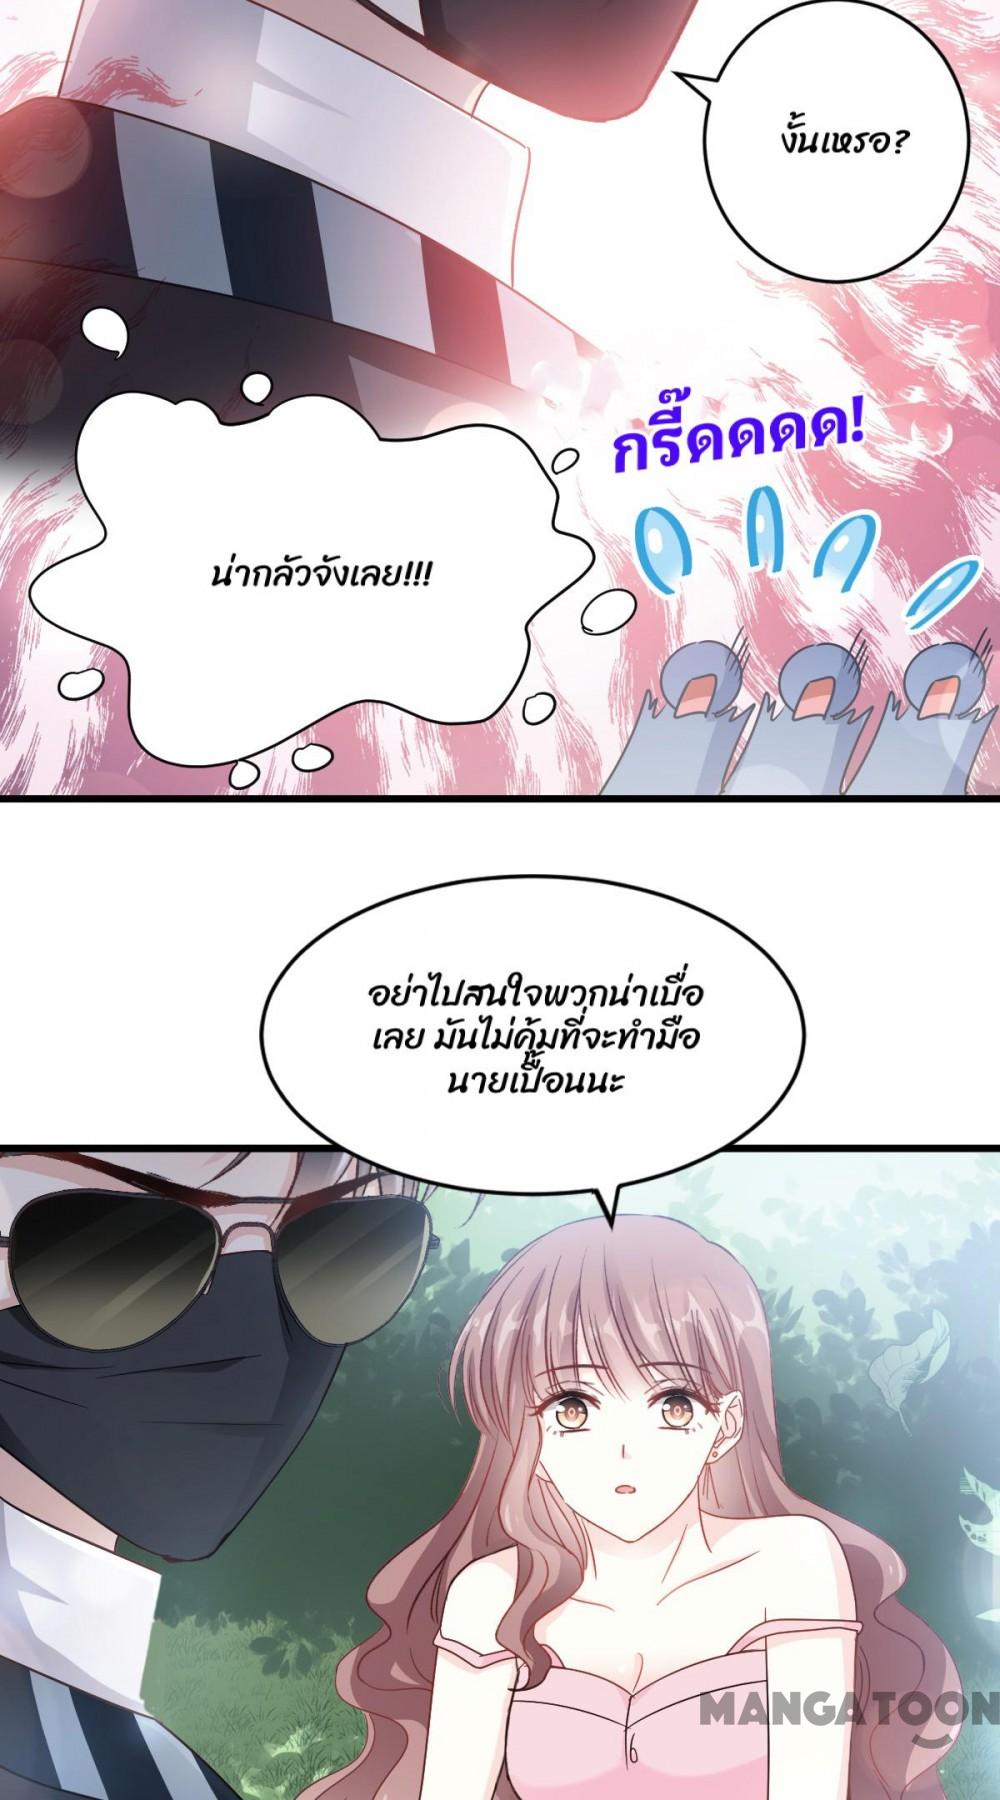 งั้นเหรอ?
กรี๊ดดดด!
น่ากลัวจังเลย!!!
อย่าไปสนใจพวกน่าเบื่อ
เลย มันไม่คุ้มที่จะทำมือ
นายเปื้อนนะ
MANGATOON